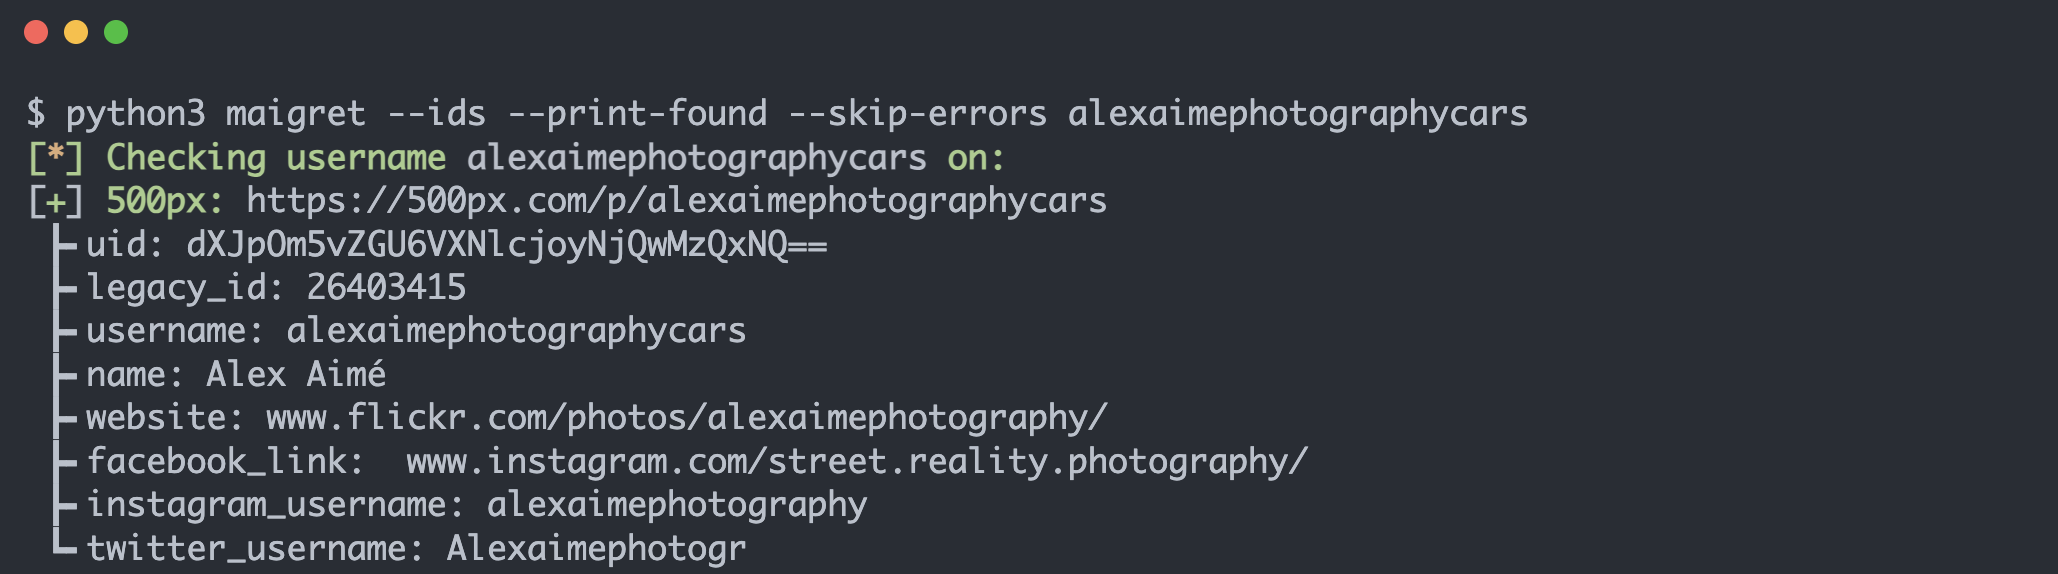 $ python3 maigret --ids --print-found --skip-errors alexaimephotographycars
[*] Checking username alexaimephotographycars on:
[+] 500px: https://500px.com/p/alexaimephotographycars
┣╸uid: dXJpOm5vZGU6VXNlcjoyNjQwMzQxNQ==
┣╸legacy_id: 26403415
┣╸username: alexaimephotographycars
┣╸name: Alex Aimé
┣╸website: www.flickr.com/photos/alexaimephotography/
┣╸facebook_link:  www.instagram.com/street.reality.photography/
┣╸instagram_username: alexaimephotography
┗╸twitter_username: Alexaimephotogr